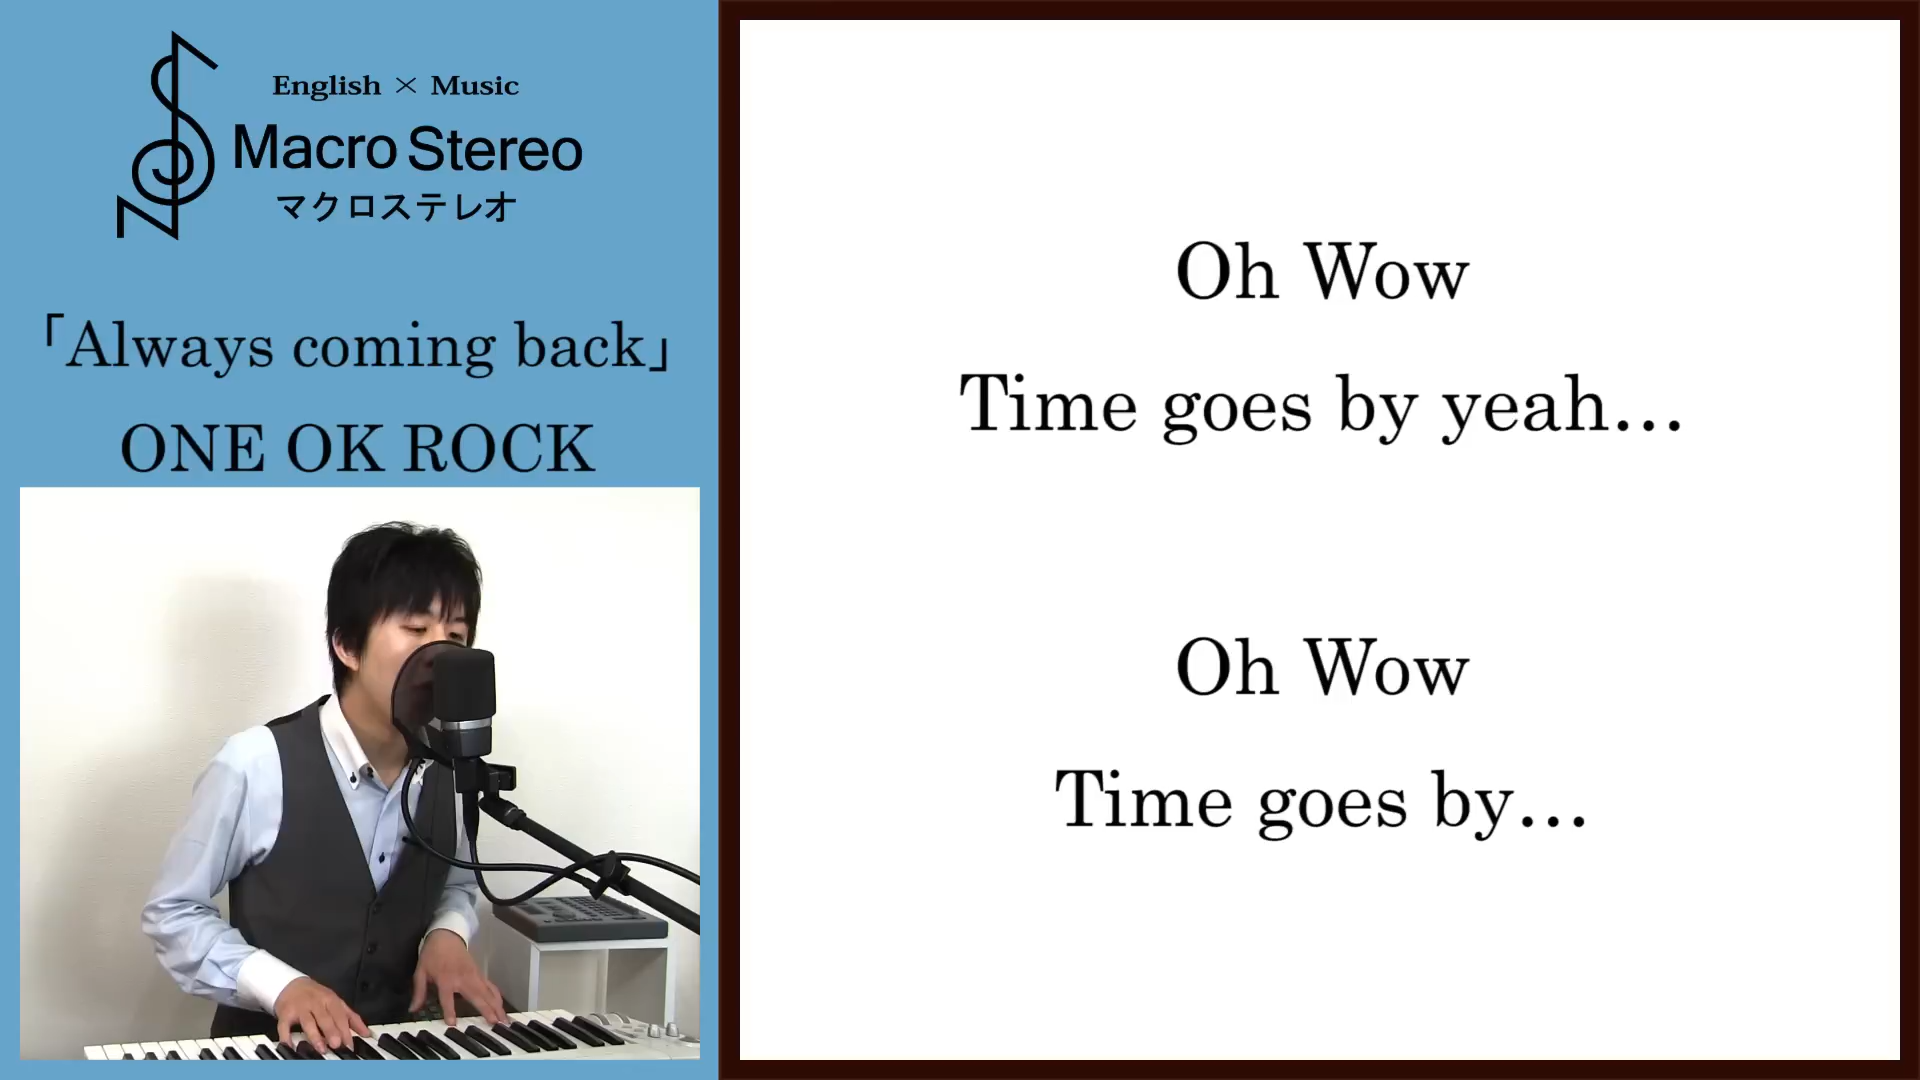 English × Music
Macro Stereo
マクロステレオ
「Always coming back」
ONE OK ROCK
Oh Wow
Time goes by yeah...
Oh Wow
Time goes by...